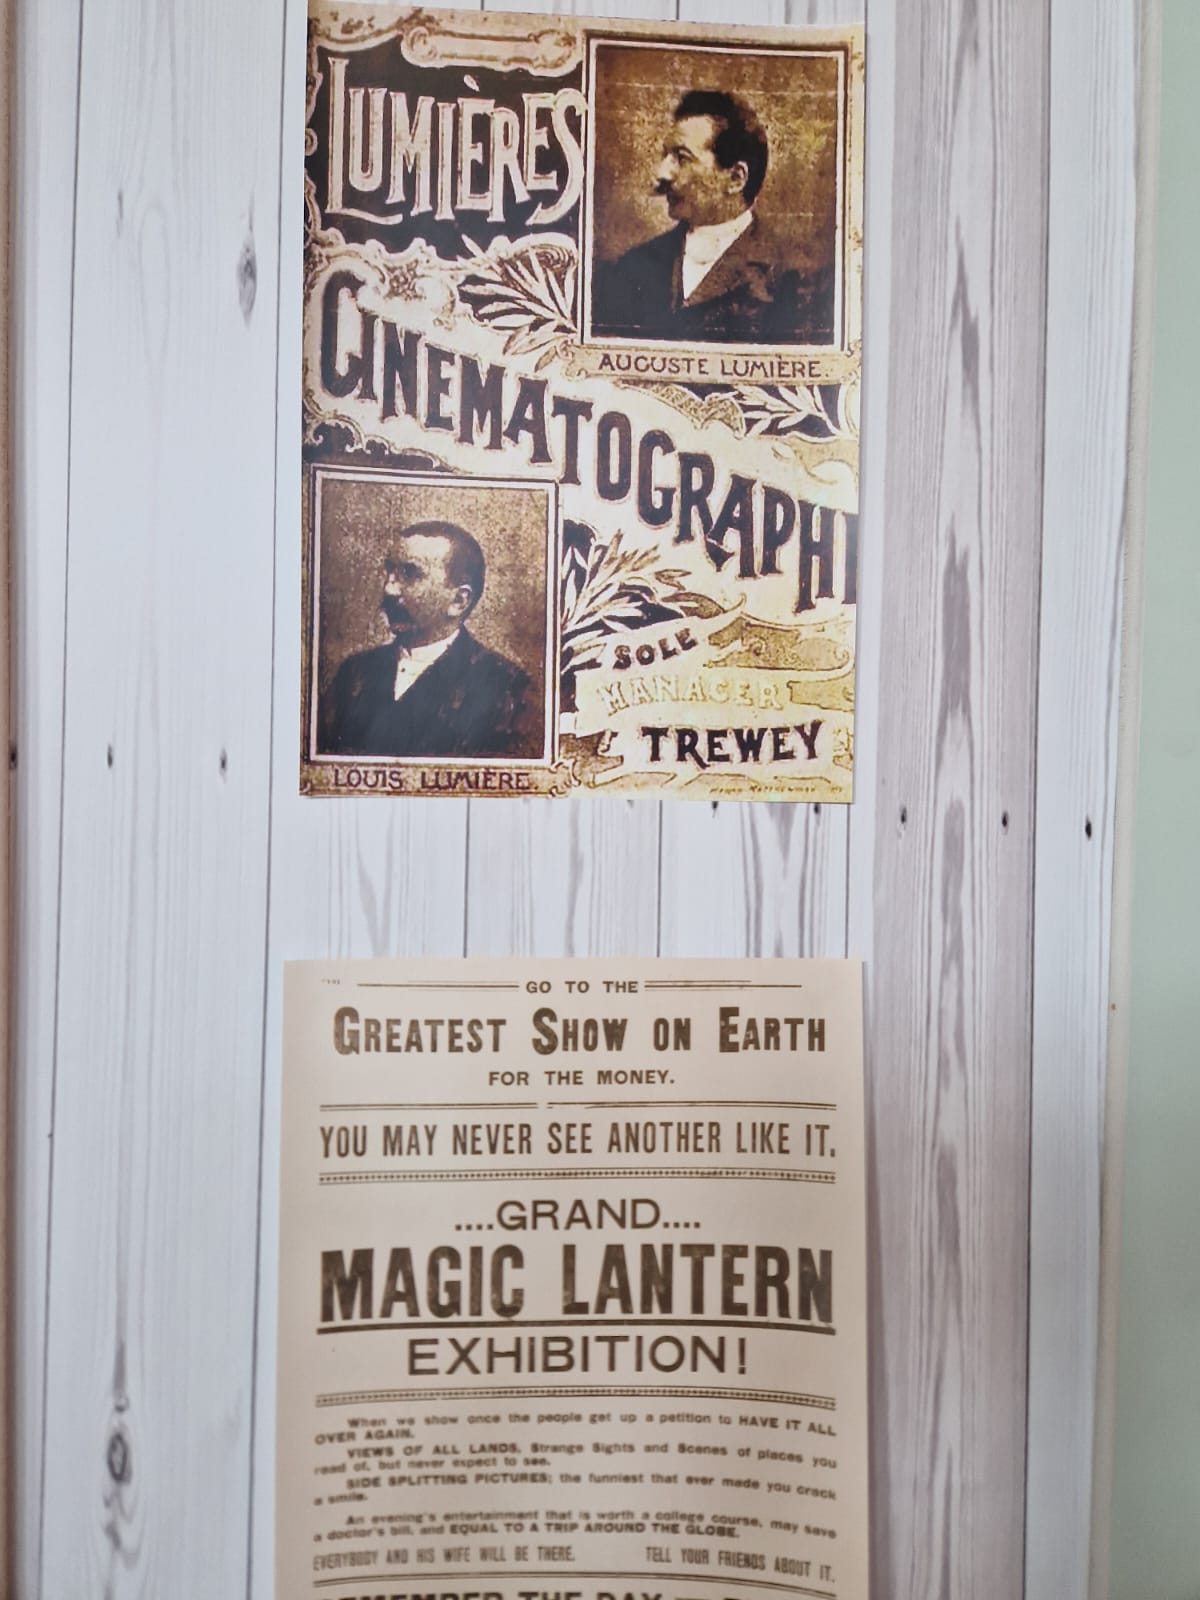 LUMIÈRES
AUGUSTE LUMIÈRE.
CINEMATOGRAPH
SOLE
MANAGER
TREWEY
LOUIS LUMIÈRE.
GO TO THE
GREATEST SHOW ON EARTH
FOR THE MONEY.
YOU MAY NEVER SEE ANOTHER LIKE IT.
....GRAND....
MAGIC LANTERN
EXHIBITION!
When we show once the people get up a petition to HAVE IT ALL
OVER AGAIN.
VIEWS OF ALL LANDS, Strange Sights and Scenes of places you
read of, but never expect to see.
SIDE SPLITTING PICTURES; the funniest that ever made you crack
a smile.
An evening's entertainment that is worth a college course, may save
a doctor's bill, and EQUAL TO A TRIP AROUND THE GLOBE.
EVERYBODY AND HIS WIFE WILL BE THERE. TELL YOUR FRIENDS ABOUT IT.
REMEMBER THE DAY